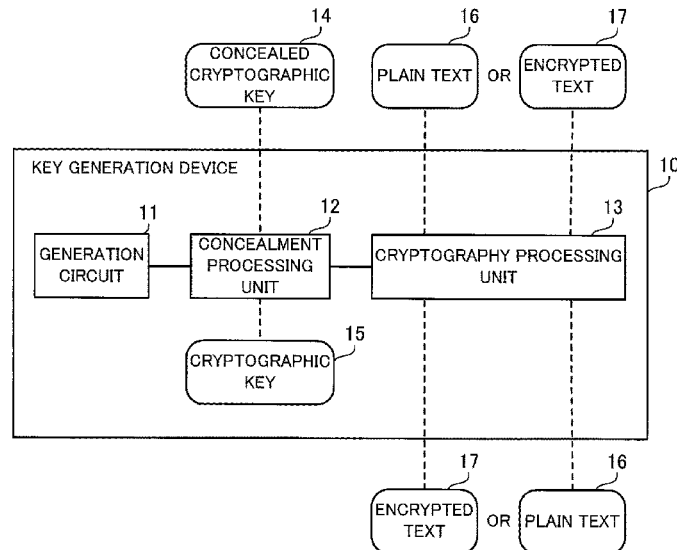 14
16
17
CONCEALED
CRYPTOGRAPHIC
KEY
PLAIN TEXT
OR
ENCRYPTED
TEXT
KEY GENERATION DEVICE
10
11
12
13
GENERATION
CIRCUIT
CONCEALMENT
PROCESSING
UNIT
CRYPTOGRAPHY PROCESSING
UNIT
15
CRYPTOGRAPHIC
KEY
17
16
ENCRYPTED
TEXT
OR
PLAIN TEXT